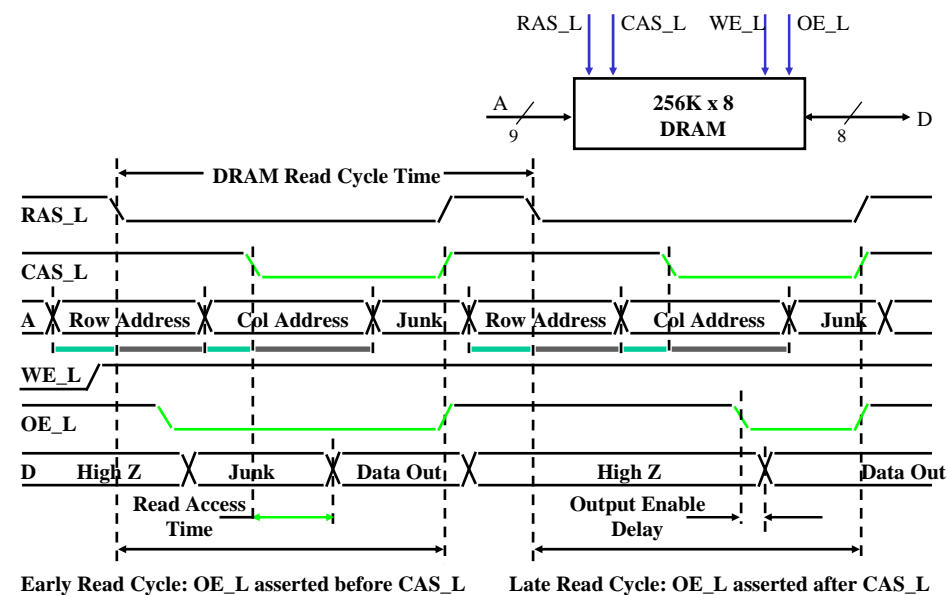 RAS_L CAS_L WE_L OE_L
A 256K x 8 D
9 DRAM 8
DRAM Read Cycle Time
RAS_L
CAS_L
A Row Address Col Address Junk Row Address Col Address Junk
WE_L
OE_L
D High Z Junk Data Out High Z Data Out
Read Access Output Enable
Time Delay
Early Read Cycle: OE_L asserted before CAS_L Late Read Cycle: OE_L asserted after CAS_L